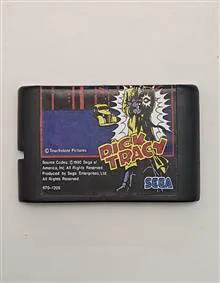 © Touchstone Pictures
DICK
TRACY
Source Codes: © 1990 Sega of
America, Inc. All Rights Reserved.
Produced by Sega Enterprises, Ltd.
All Rights Reserved
670-1205
SEGA